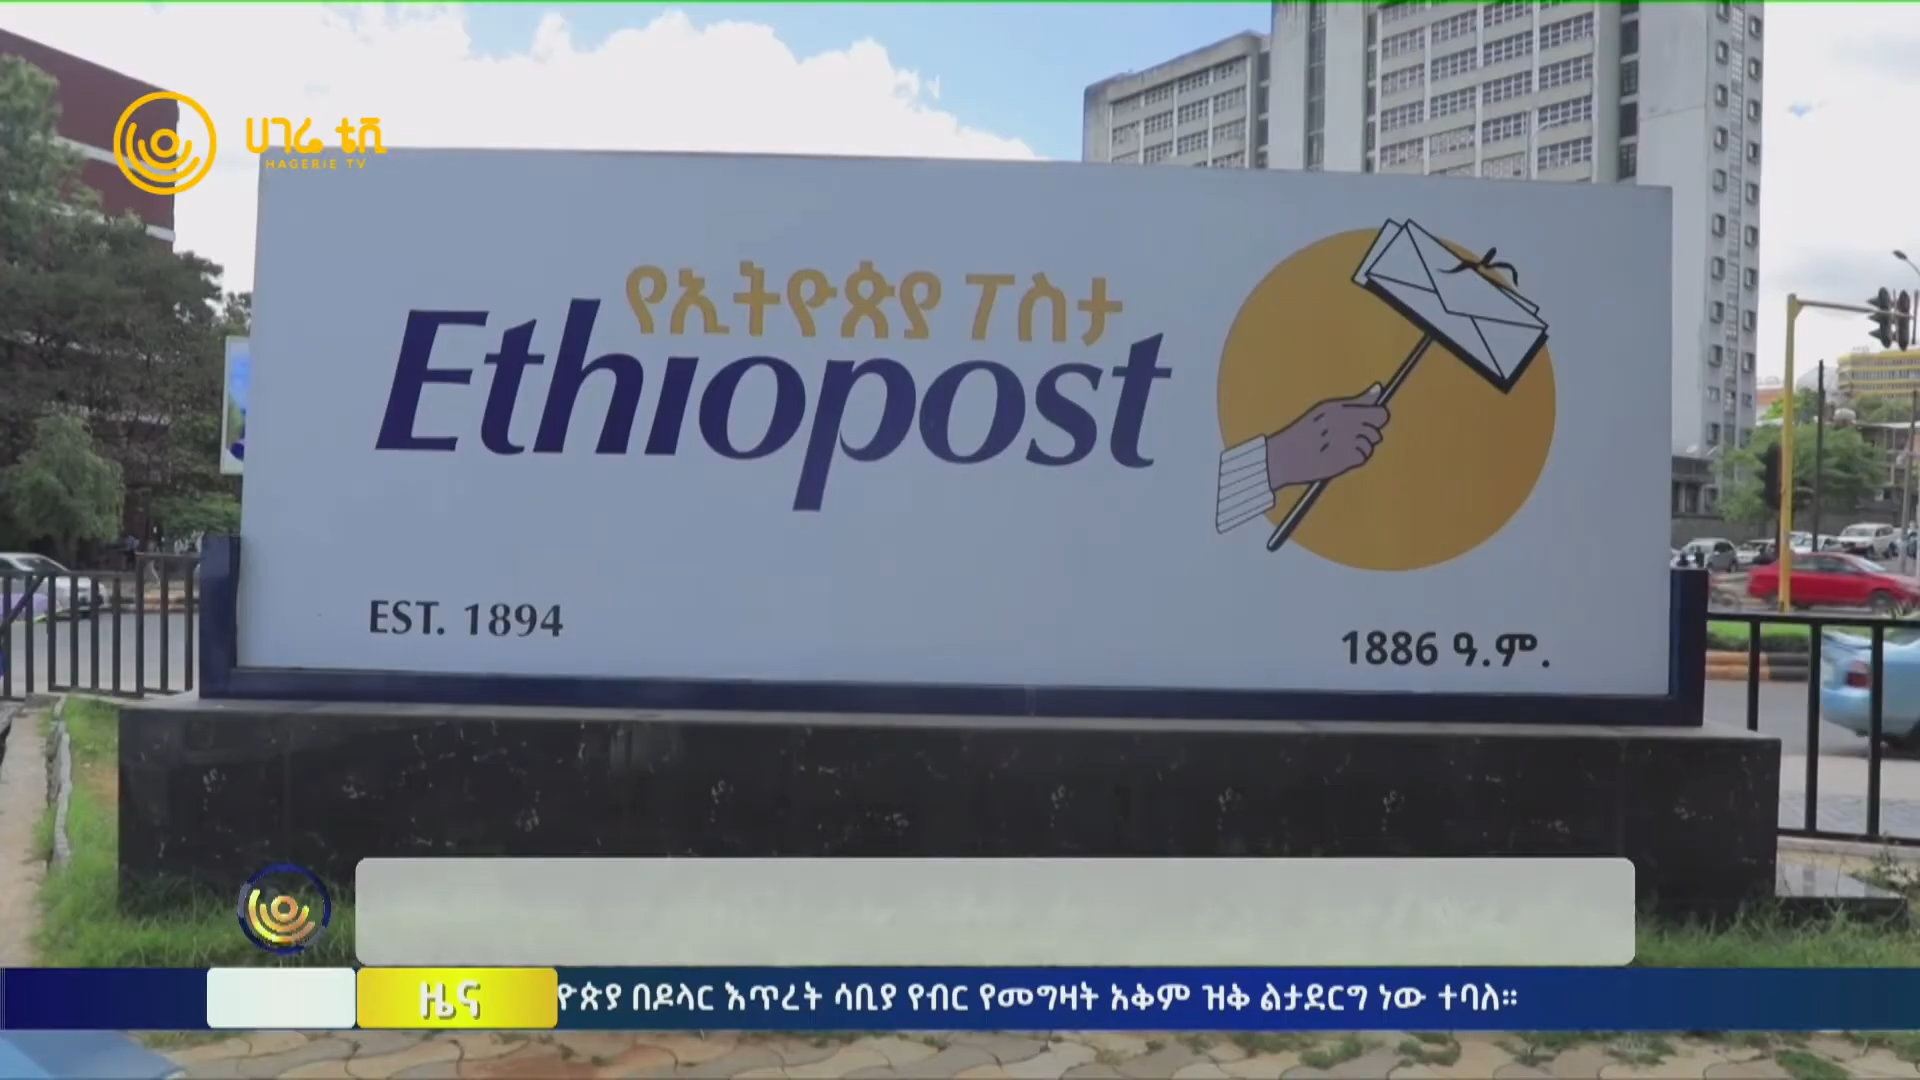 ሀገሬ ቲቪ
HAGERIE TV
የኢትዮጵያ ፖስታ
Ethiopost
EST. 1894
1886 ዓ.ም.
ዜና
ዮጵያ በዶላር እጥረት ሳቢያ የብር የመግዛት አቅም ዝቅ ልታደርግ ነው ተባለ።